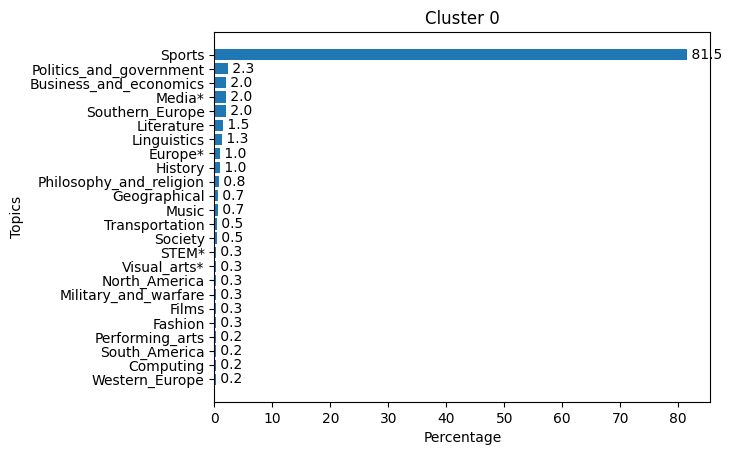 Cluster 0
Topics
Sports 81.5
Politics_and_government 2.3
Business_and_economics 2.0
Media* 2.0
Southern_Europe 2.0
Literature 1.5
Linguistics 1.3
Europe* 1.0
History 1.0
Philosophy_and_religion 0.8
Geographical 0.7
Music 0.7
Transportation 0.5
Society 0.5
STEM* 0.3
Visual_arts* 0.3
North_America 0.3
Military_and_warfare 0.3
Films 0.3
Fashion 0.3
Performing_arts 0.2
South_America 0.2
Computing 0.2
Western_Europe 0.2
0 10 20 30 40 50 60 70 80
Percentage